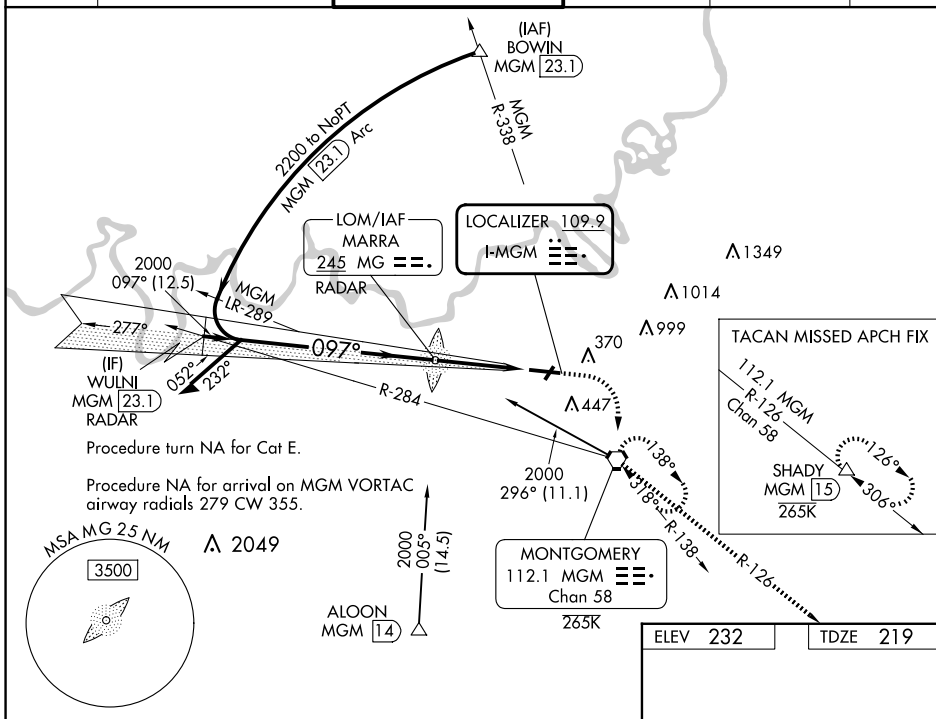 (IAF)
BOWIN
MGM 23.1
MGM
R-338
2200 to NoPT
MGM 23.1 Arc
LOM/IAF
MARRA
245 MG
RADAR
LOCALIZER 109.9
I-MGM
1349
1014
999
370
447
2000
097° (12.5)
MGM
LR-289
277°
097°
(IF)
WULNI
MGM 23.1
RADAR
052°
232°
R-284
TACAN MISSED APCH FIX
112.1 MGM
R-126
Chan 58
SHADY
MGM 15
265K
126°
306°
Procedure turn NA for Cat E.
Procedure NA for arrival on MGM VORTAC
airway radials 279 CW 355.
2000
296° (11.1)
138°
318°
R-138
R-126
MSA MG 25 NM
3500
2049
2000
005°
(14.5)
ALOON
MGM 14
MONTGOMERY
112.1 MGM
Chan 58
265K
ELEV 232
TDZE 219